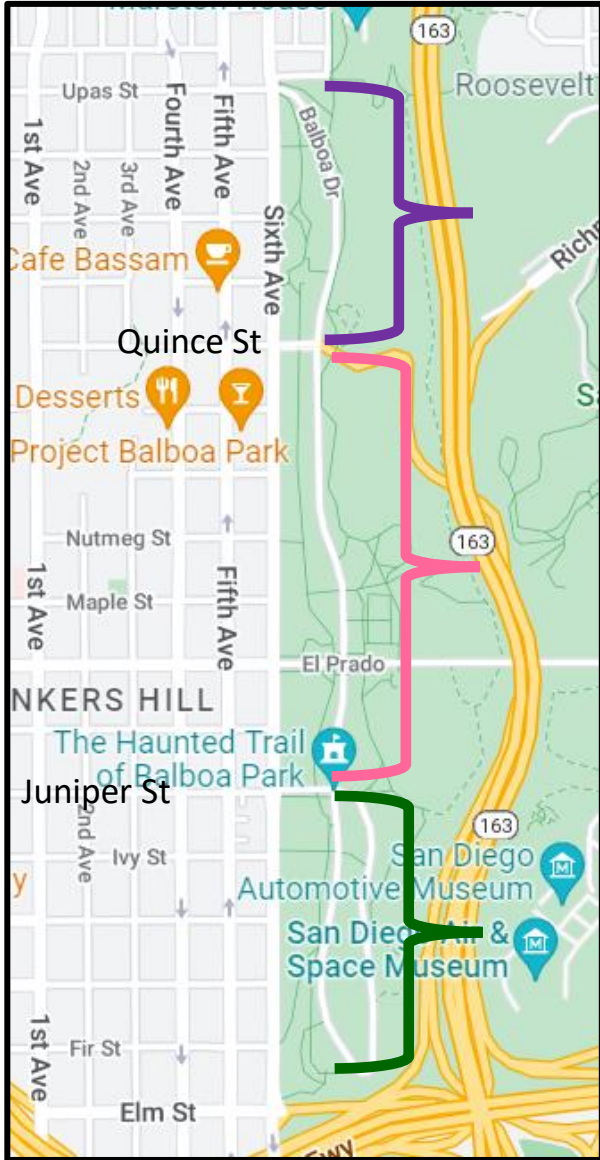 Marston House
163
Roosevelt
Upas St
Fourth Ave
Fifth Ave
Balboa Dr
1st Ave
2nd Ave
3rd Ave
Sixth Ave
Cafe Bassam
Quince St
Desserts
Project Balboa Park
Nutmeg St
163
1st Ave
Maple St
Fifth Ave
El Prado
NKERS HILL
The Haunted Trail
of Balboa Park
Juniper St
2nd Ave
163
Ivy St
San Diego
Automotive Museum
y
San Diego Air &
Space Museum
1st Ave
Fir St
Elm St